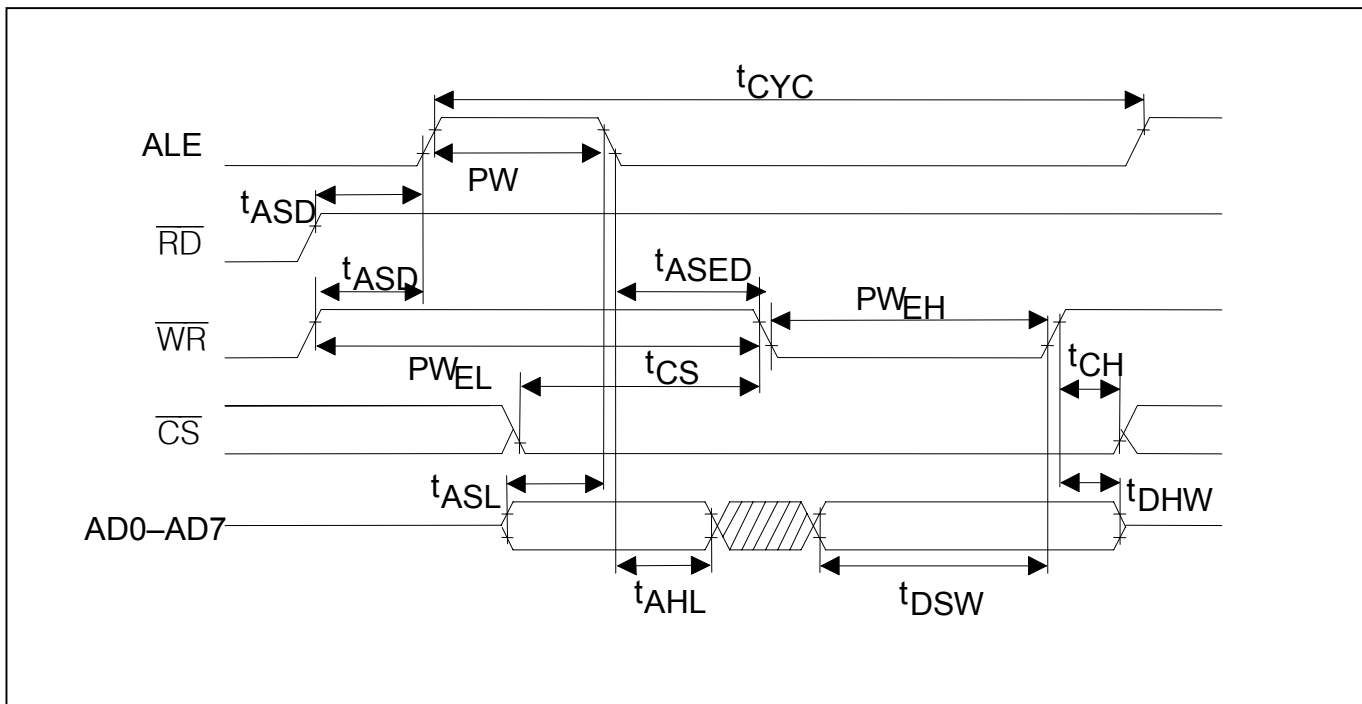 tCYC
ALE
PW
tASD
RD
tASD
tASED
PWEH
WR
PWEL
tCS
tCH
CS
tASL
tDHW
AD0–AD7
tAHL
tDSW